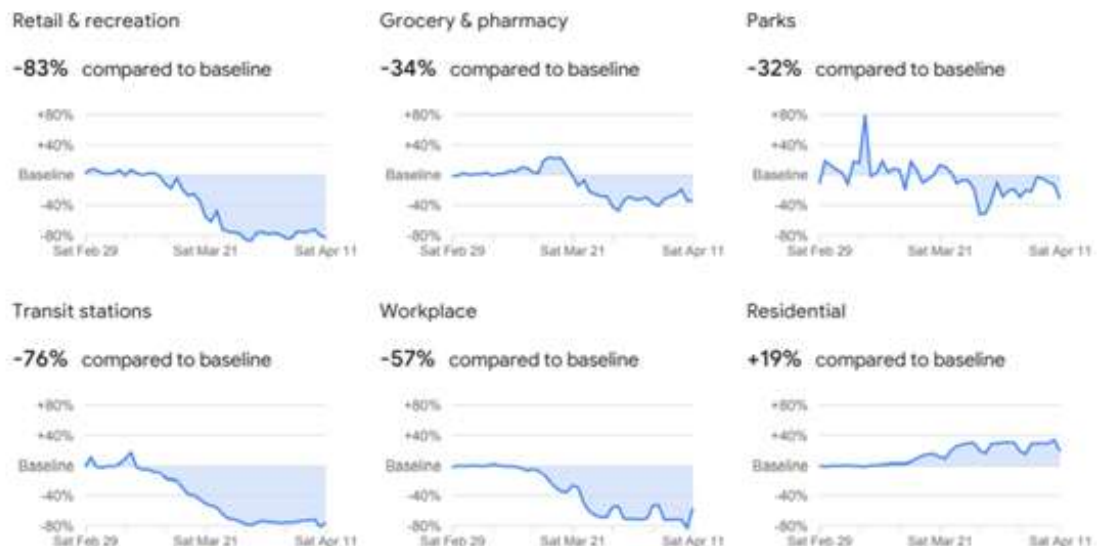 Retail & recreation
-83% compared to baseline
+80%
+40%
Baseline
-40%
-80%
Sat Feb 29 Sat Mar 21 Sat Apr 11
Grocery & pharmacy
-34% compared to baseline
+80%
+40%
Baseline
-40%
-80%
Sat Feb 29 Sat Mar 21 Sat Apr 11
Parks
-32% compared to baseline
+80%
+40%
Baseline
-40%
-80%
Sat Feb 29 Sat Mar 21 Sat Apr 11
Transit stations
-76% compared to baseline
+80%
+40%
Baseline
-40%
-80%
Sat Feb 29 Sat Mar 21 Sat Apr 11
Workplace
-57% compared to baseline
+80%
+40%
Baseline
-40%
-80%
Sat Feb 29 Sat Mar 21 Sat Apr 11
Residential
+19% compared to baseline
+80%
+40%
Baseline
-40%
-80%
Sat Feb 29 Sat Mar 21 Sat Apr 11